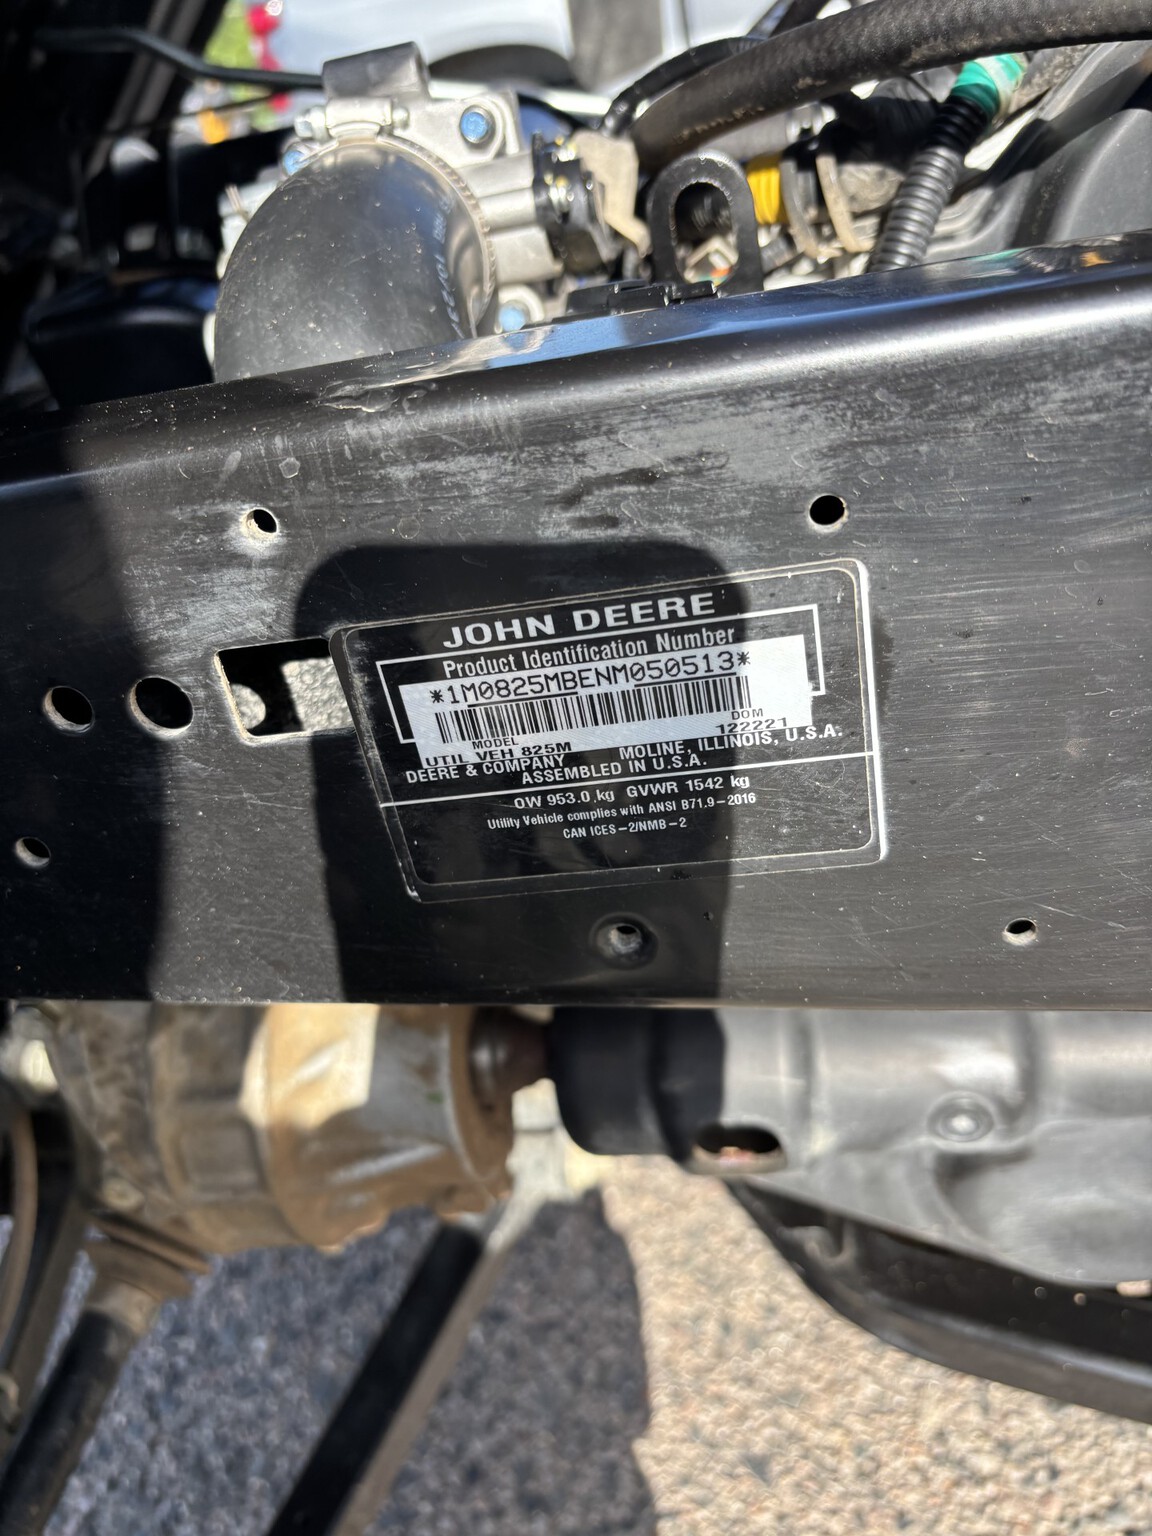 JOHN DEERE
Product Identification Number
*1M0825MBENM050513*
MODEL DOM
UTIL VEH 825M 122221
DEERE & COMPANY MOLINE, ILLINOIS, U.S.A.
ASSEMBLED IN U.S.A.
OW 953.0 kg GVWR 1542 kg
Utility Vehicle complies with ANSI B71.9-2016
CAN ICES-2/NMB-2